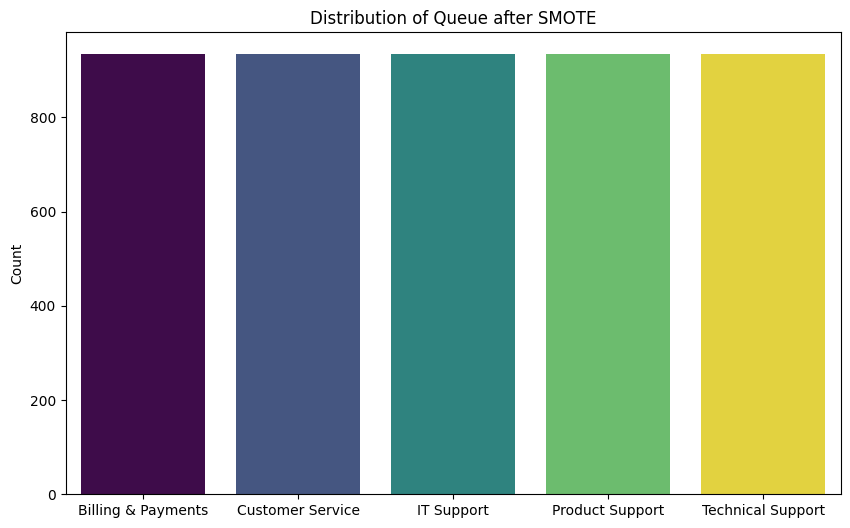 Distribution of Queue after SMOTE
Count
800
600
400
200
0
Billing & Payments
Customer Service
IT Support
Product Support
Technical Support